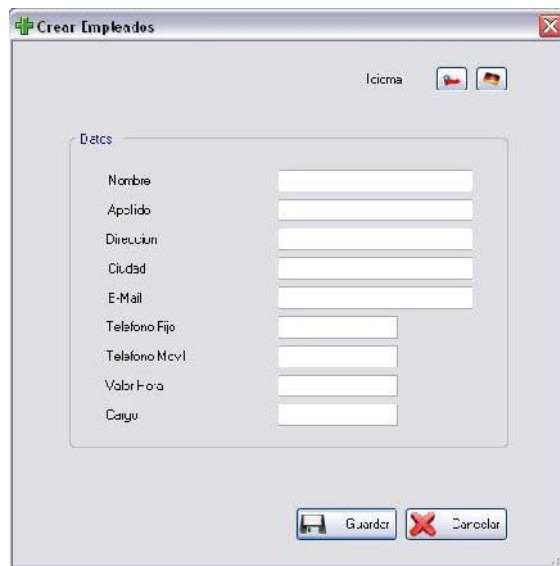 Crear Empleados
Idioma
Datos
Nombre
Apellido
Direccion
Ciudad
E-Mail
Telefono Fijo
Telefono Movil
Valor Hora
Cargo
Guardar
Cancelar